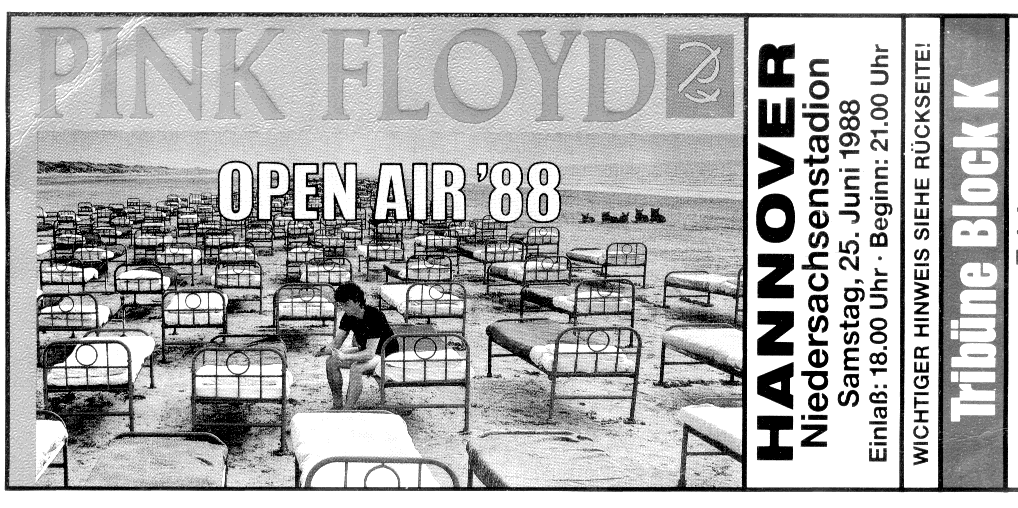 PINK FLOYD
OPEN AIR '88
HANNOVER
Niedersachsenstadion
Samstag, 25. Juni 1988
Einlaß: 18.00 Uhr · Beginn: 21.00 Uhr
WICHTIGER HINWEIS SIEHE RÜCKSEITE!
Tribüne Block K